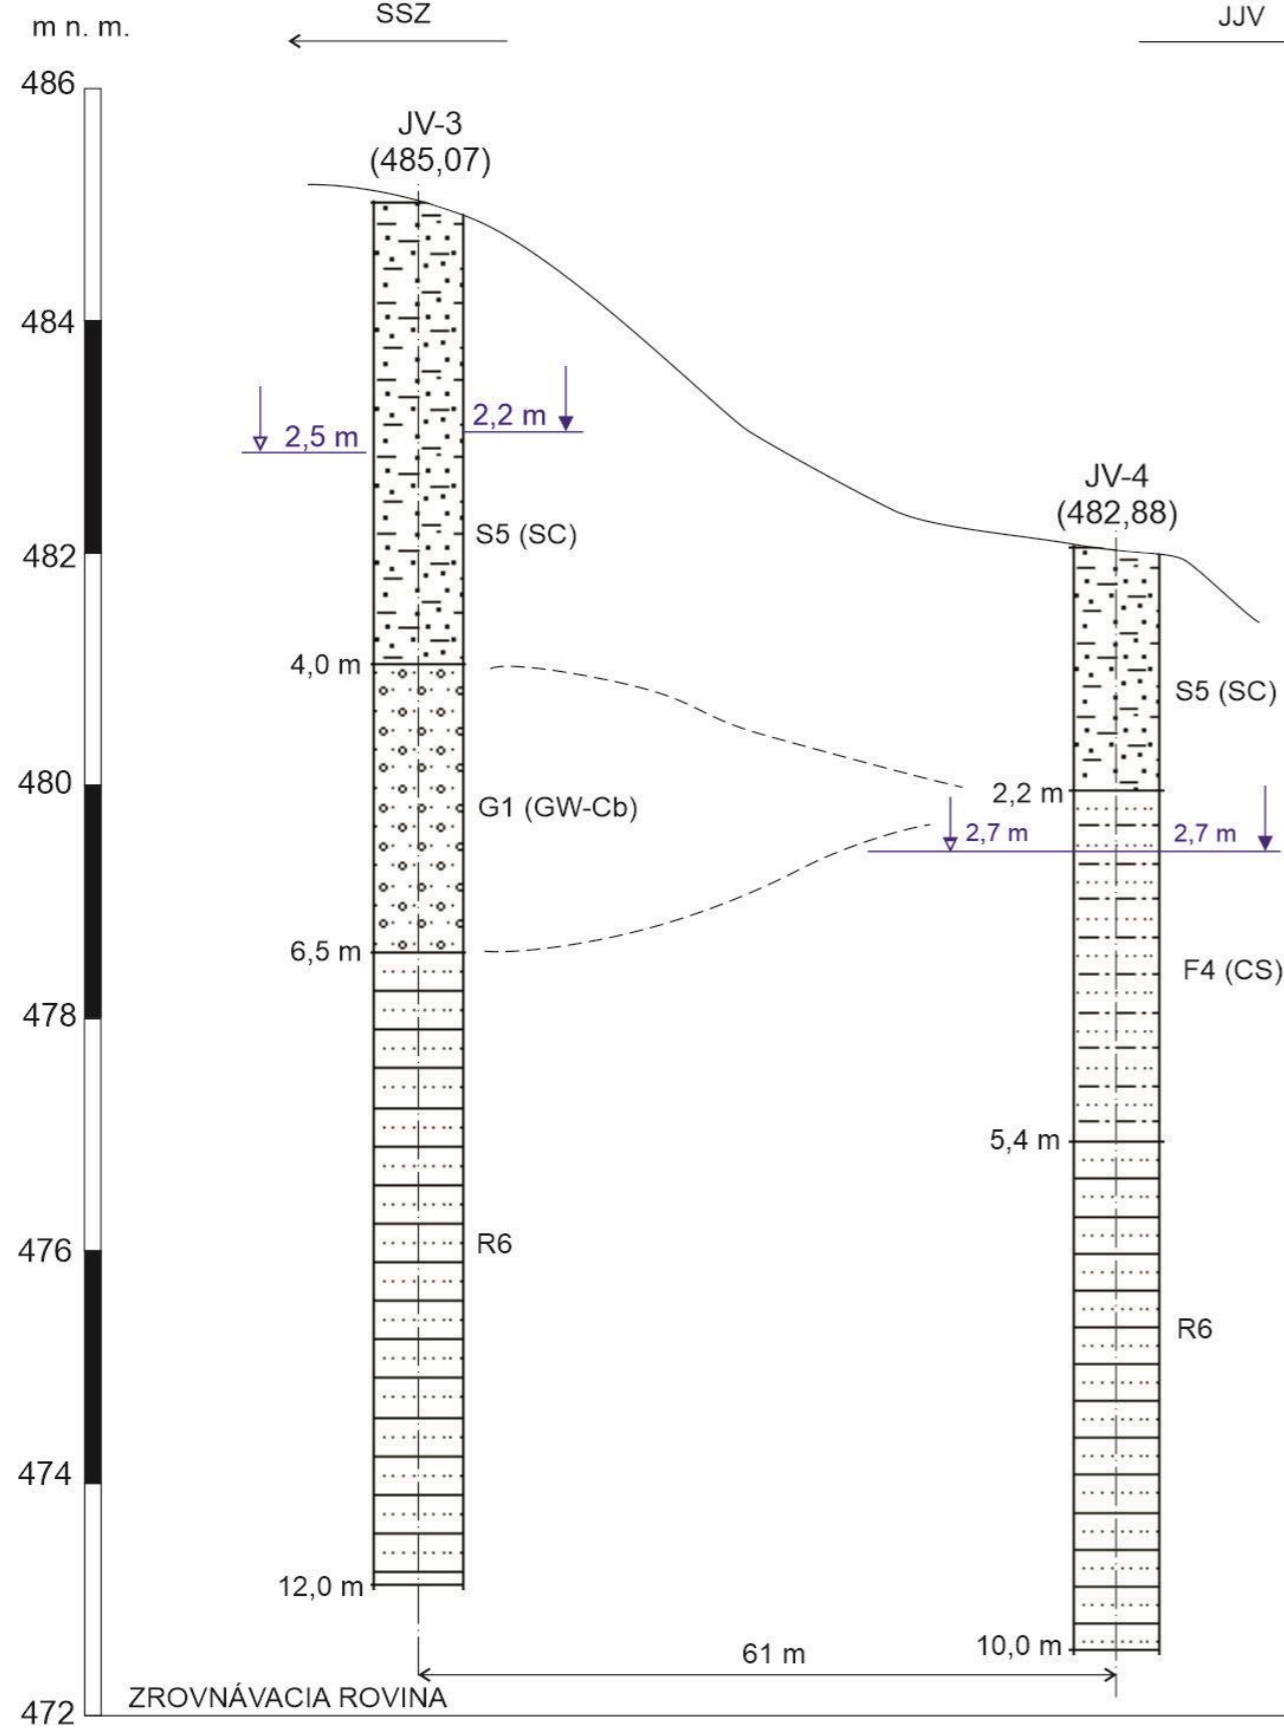 m n. m.
SSZ
JJV
486
JV-3
(485,07)
484
2,5 m
2,2 m
JV-4
(482,88)
482
S5 (SC)
4,0 m
S5 (SC)
480
2,2 m
G1 (GW-Cb)
2,7 m
2,7 m
6,5 m
F4 (CS)
478
5,4 m
476
R6
R6
474
12,0 m
10,0 m
61 m
ZROVNÁVACIA ROVINA
472